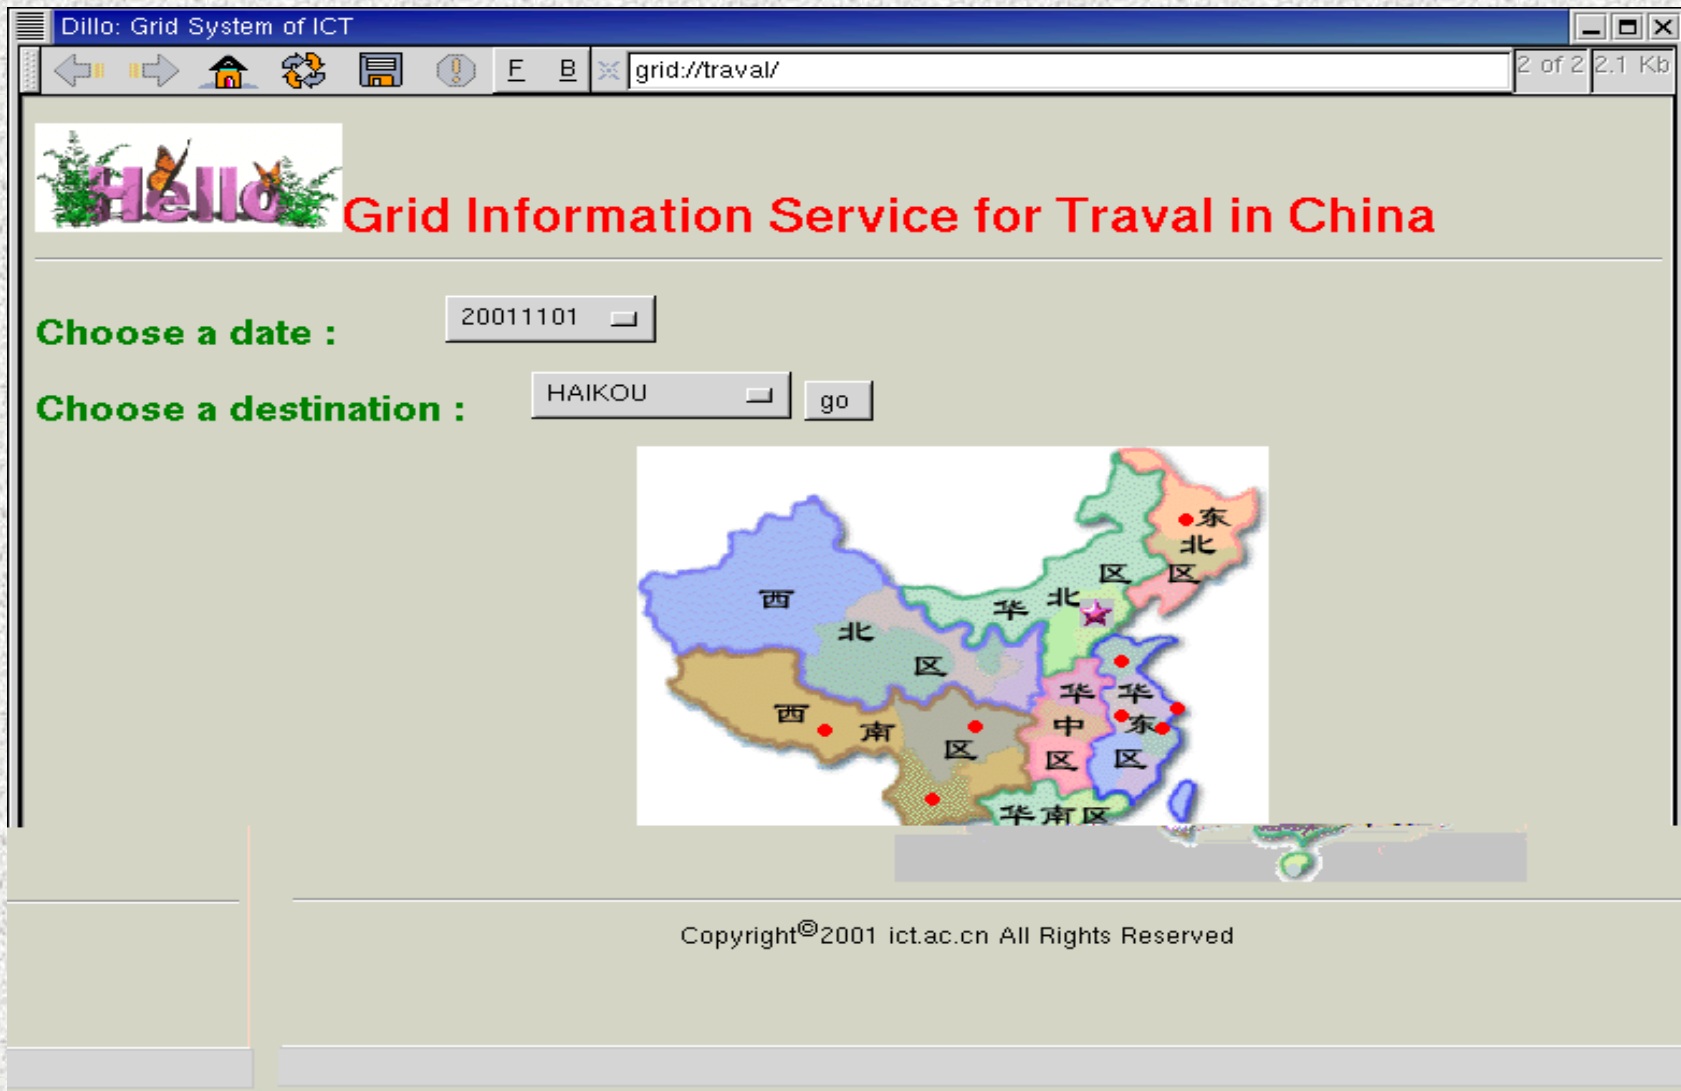 Dillo: Grid System of ICT
F B grid://traval/ 2 of 2 2.1 Kb
Hello
Grid Information Service for Traval in China
Choose a date : 20011101
Choose a destination : HAIKOU go
东北区
华北区
西北区
西南区
华中区
华东区
华南区
Copyright©2001 ict.ac.cn All Rights Reserved